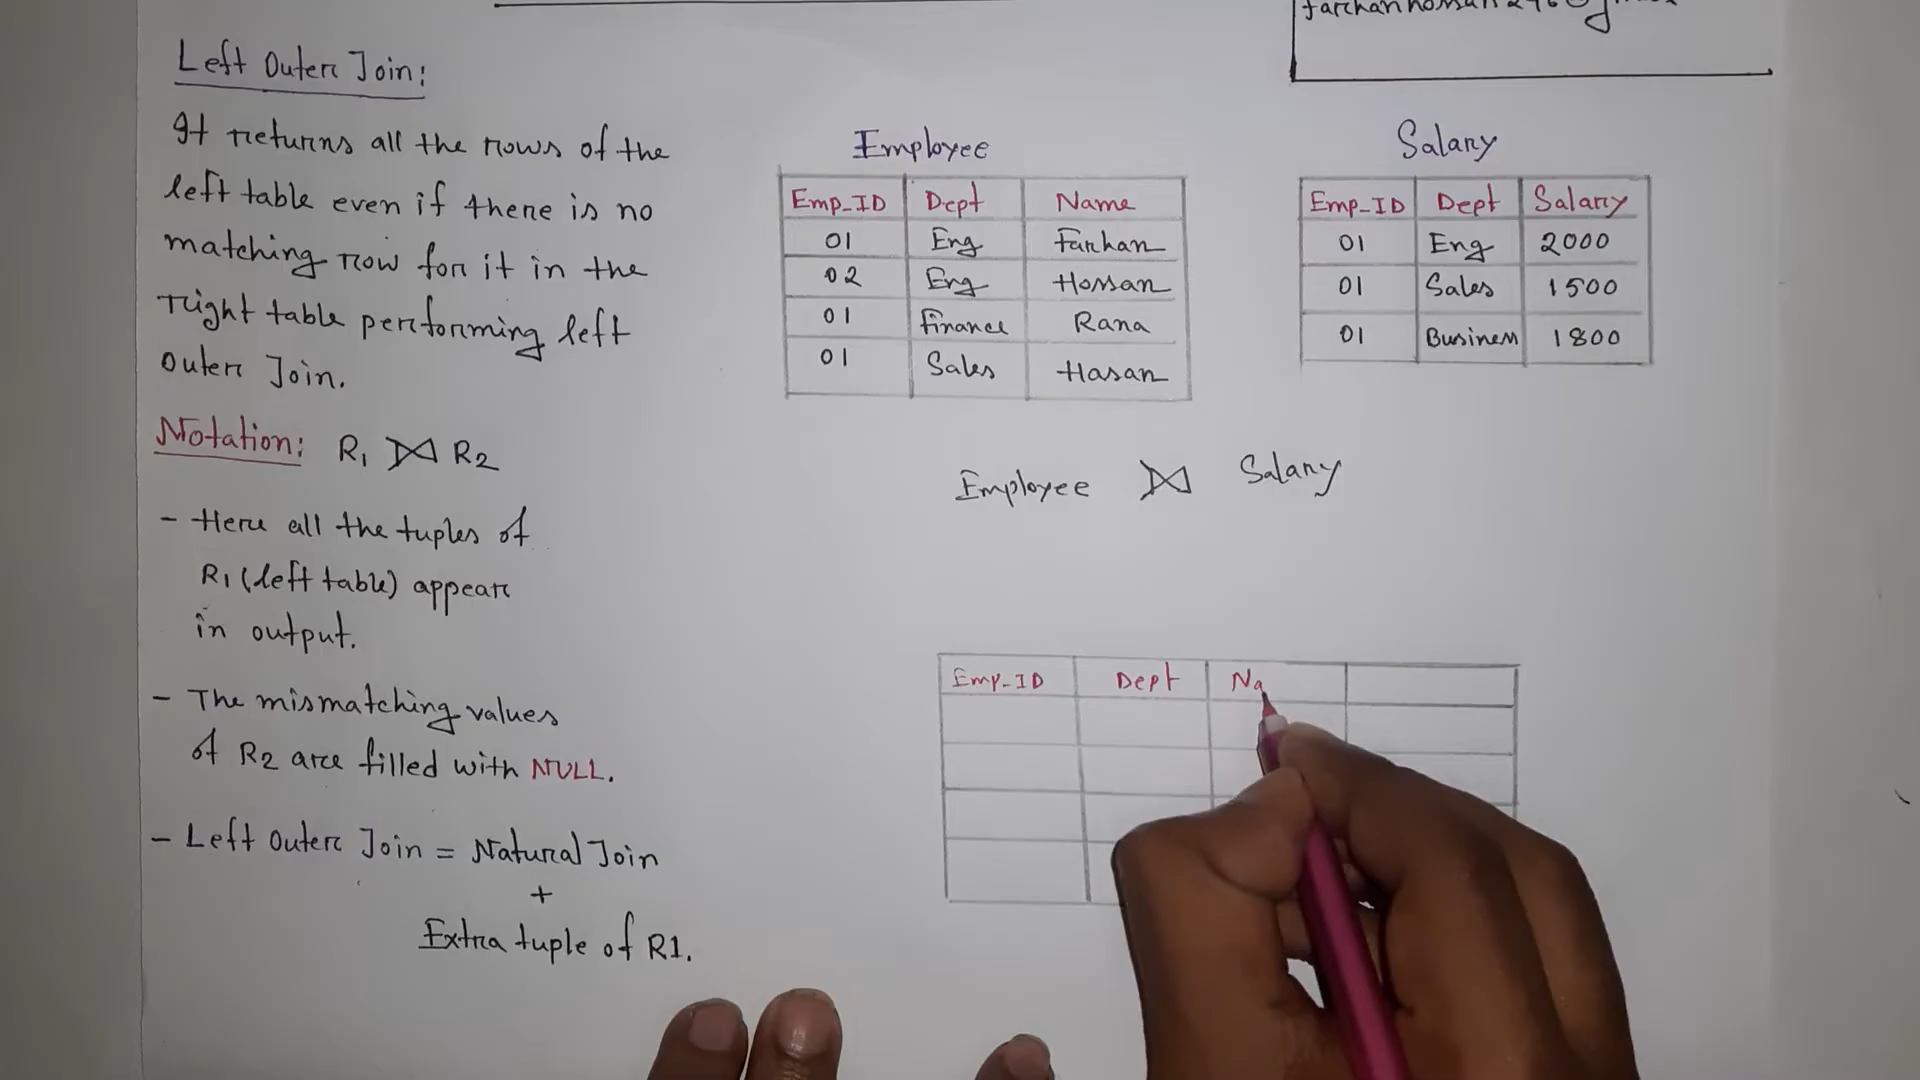 Left Outer Join:
It returns all the rows of the
left table even if there is no
matching row for it in the
right table performing left
outer Join.
Notation: R1 ⟕ R2
- Here all the tuples of
R1 (left table) appear
in output.
- The mismatching values
of R2 are filled with NULL.
- Left Outer Join = Natural Join
+
Extra tuple of R1.
Employee
Emp_ID Dept Name
01 Eng Farhan
02 Eng Hossan
01 Finance Rana
01 Sales Hasan
Salary
Emp_ID Dept Salary
01 Eng 2000
01 Sales 1500
01 Business 1800
Employee ⟕ Salary
Emp_ID Dept Na